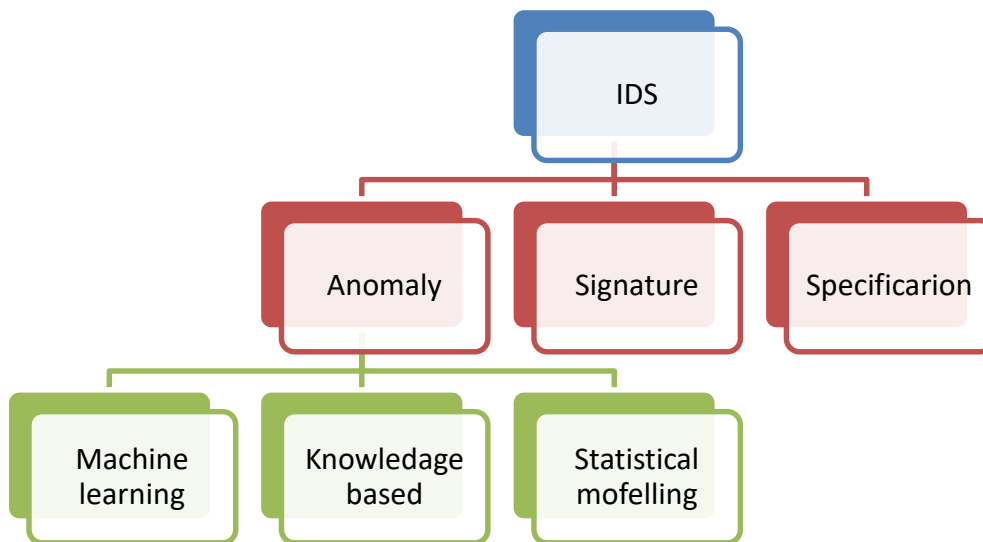 IDS
Anomaly
Signature
Specificarion
Machine
learning
Knowledage
based
Statistical
mofelling